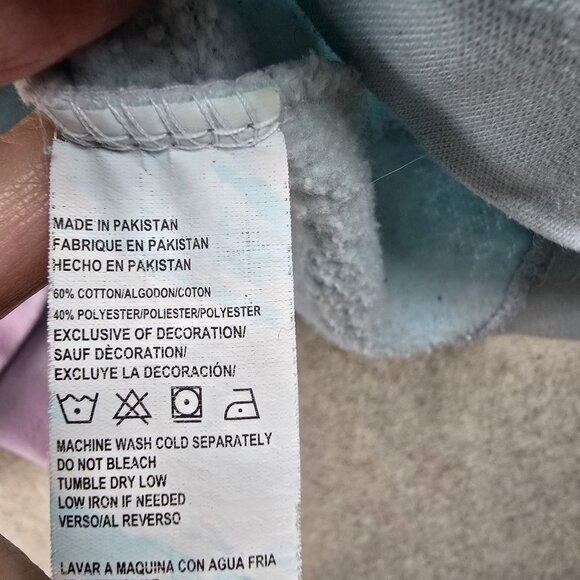 MADE IN PAKISTAN
FABRIQUE EN PAKISTAN
HECHO EN PAKISTAN
60% COTTON/ALGODON/COTON
40% POLYESTER/POLIESTER/POLYESTER
EXCLUSIVE OF DECORATION/
SAUF DÈCORATION/
EXCLUYE LA DECORACIÓN/
MACHINE WASH COLD SEPARATELY
DO NOT BLEACH
TUMBLE DRY LOW
LOW IRON IF NEEDED
VERSO/AL REVERSO
LAVAR A MAQUINA CON AGUA FRIA